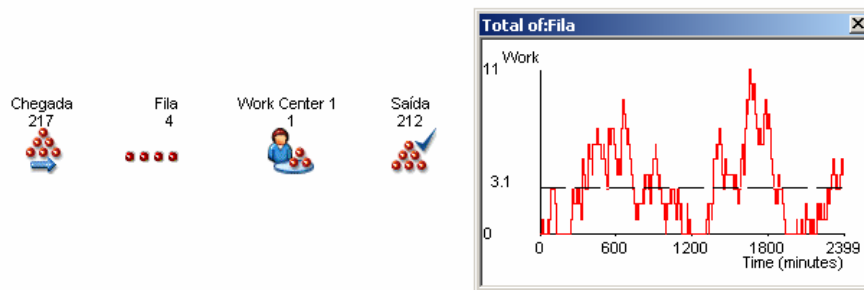 Chegada
217
Fila
4
Work Center 1
1
Saída
212
Total of:Fila
Work
11
3.1
0
0 600 1200 1800 2399
Time (minutes)